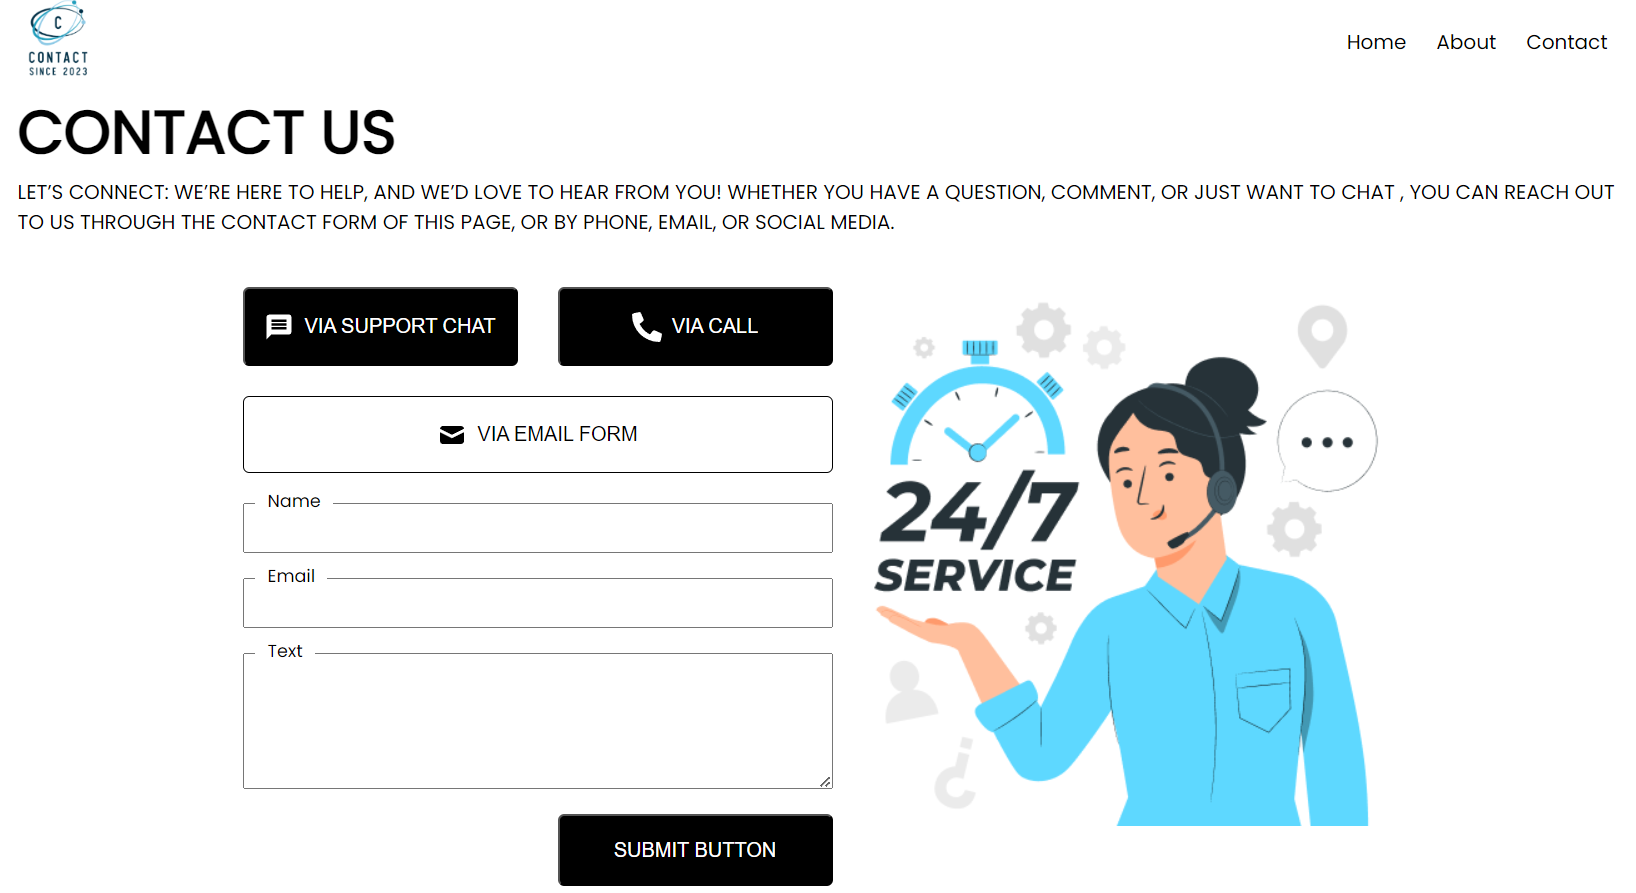 C
CONTACT
SINCE 2023
Home About Contact
CONTACT US
LET’S CONNECT: WE’RE HERE TO HELP, AND WE’D LOVE TO HEAR FROM YOU! WHETHER YOU HAVE A QUESTION, COMMENT, OR JUST WANT TO CHAT , YOU CAN REACH OUT
TO US THROUGH THE CONTACT FORM OF THIS PAGE, OR BY PHONE, EMAIL, OR SOCIAL MEDIA.
VIA SUPPORT CHAT
VIA CALL
VIA EMAIL FORM
Name
Email
Text
SUBMIT BUTTON
24/7
SERVICE